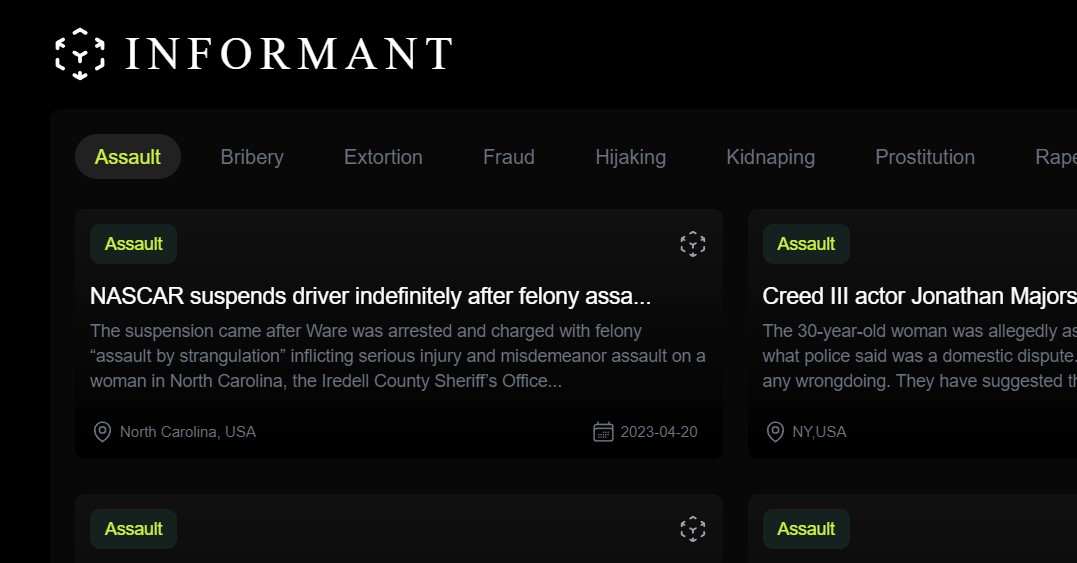 INFORMANT
Assault Bribery Extortion Fraud Hijaking Kidnaping Prostitution Rape
Assault
NASCAR suspends driver indefinitely after felony assa...
The suspension came after Ware was arrested and charged with felony
“assault by strangulation” inflicting serious injury and misdemeanor assault on a
woman in North Carolina, the Iredell County Sheriff’s Office...
North Carolina, USA 2023-04-20
Assault
Creed III actor Jonathan Majors
The 30-year-old woman was allegedly as
what police said was a domestic dispute.
any wrongdoing. They have suggested th
NY,USA
Assault
Assault